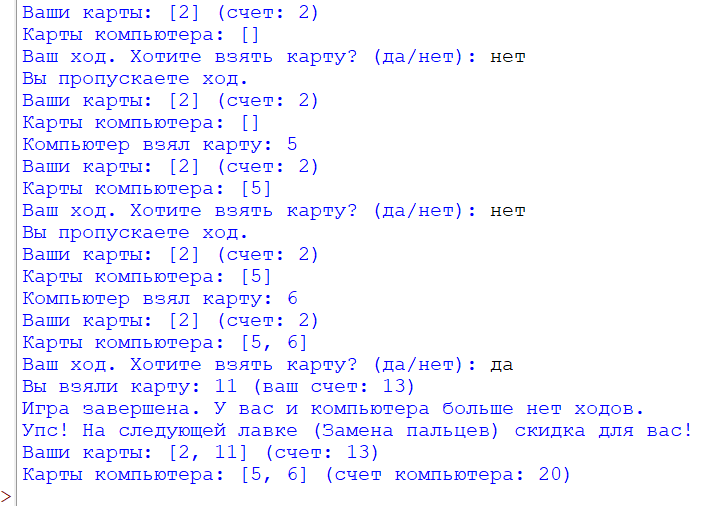 Ваши карты: [2] (счет: 2)
Карты компьютера: []
Ваш ход. Хотите взять карту? (да/нет): нет
Вы пропускаете ход.
Ваши карты: [2] (счет: 2)
Карты компьютера: []
Компьютер взял карту: 5
Ваши карты: [2] (счет: 2)
Карты компьютера: [5]
Ваш ход. Хотите взять карту? (да/нет): нет
Вы пропускаете ход.
Ваши карты: [2] (счет: 2)
Карты компьютера: [5]
Компьютер взял карту: 6
Ваши карты: [2] (счет: 2)
Карты компьютера: [5, 6]
Ваш ход. Хотите взять карту? (да/нет): да
Вы взяли карту: 11 (ваш счет: 13)
Игра завершена. У вас и компьютера больше нет ходов.
Упс! На следующей лавке (Замена пальцев) скидка для вас!
Ваши карты: [2, 11] (счет: 13)
Карты компьютера: [5, 6] (счет компьютера: 20)
>